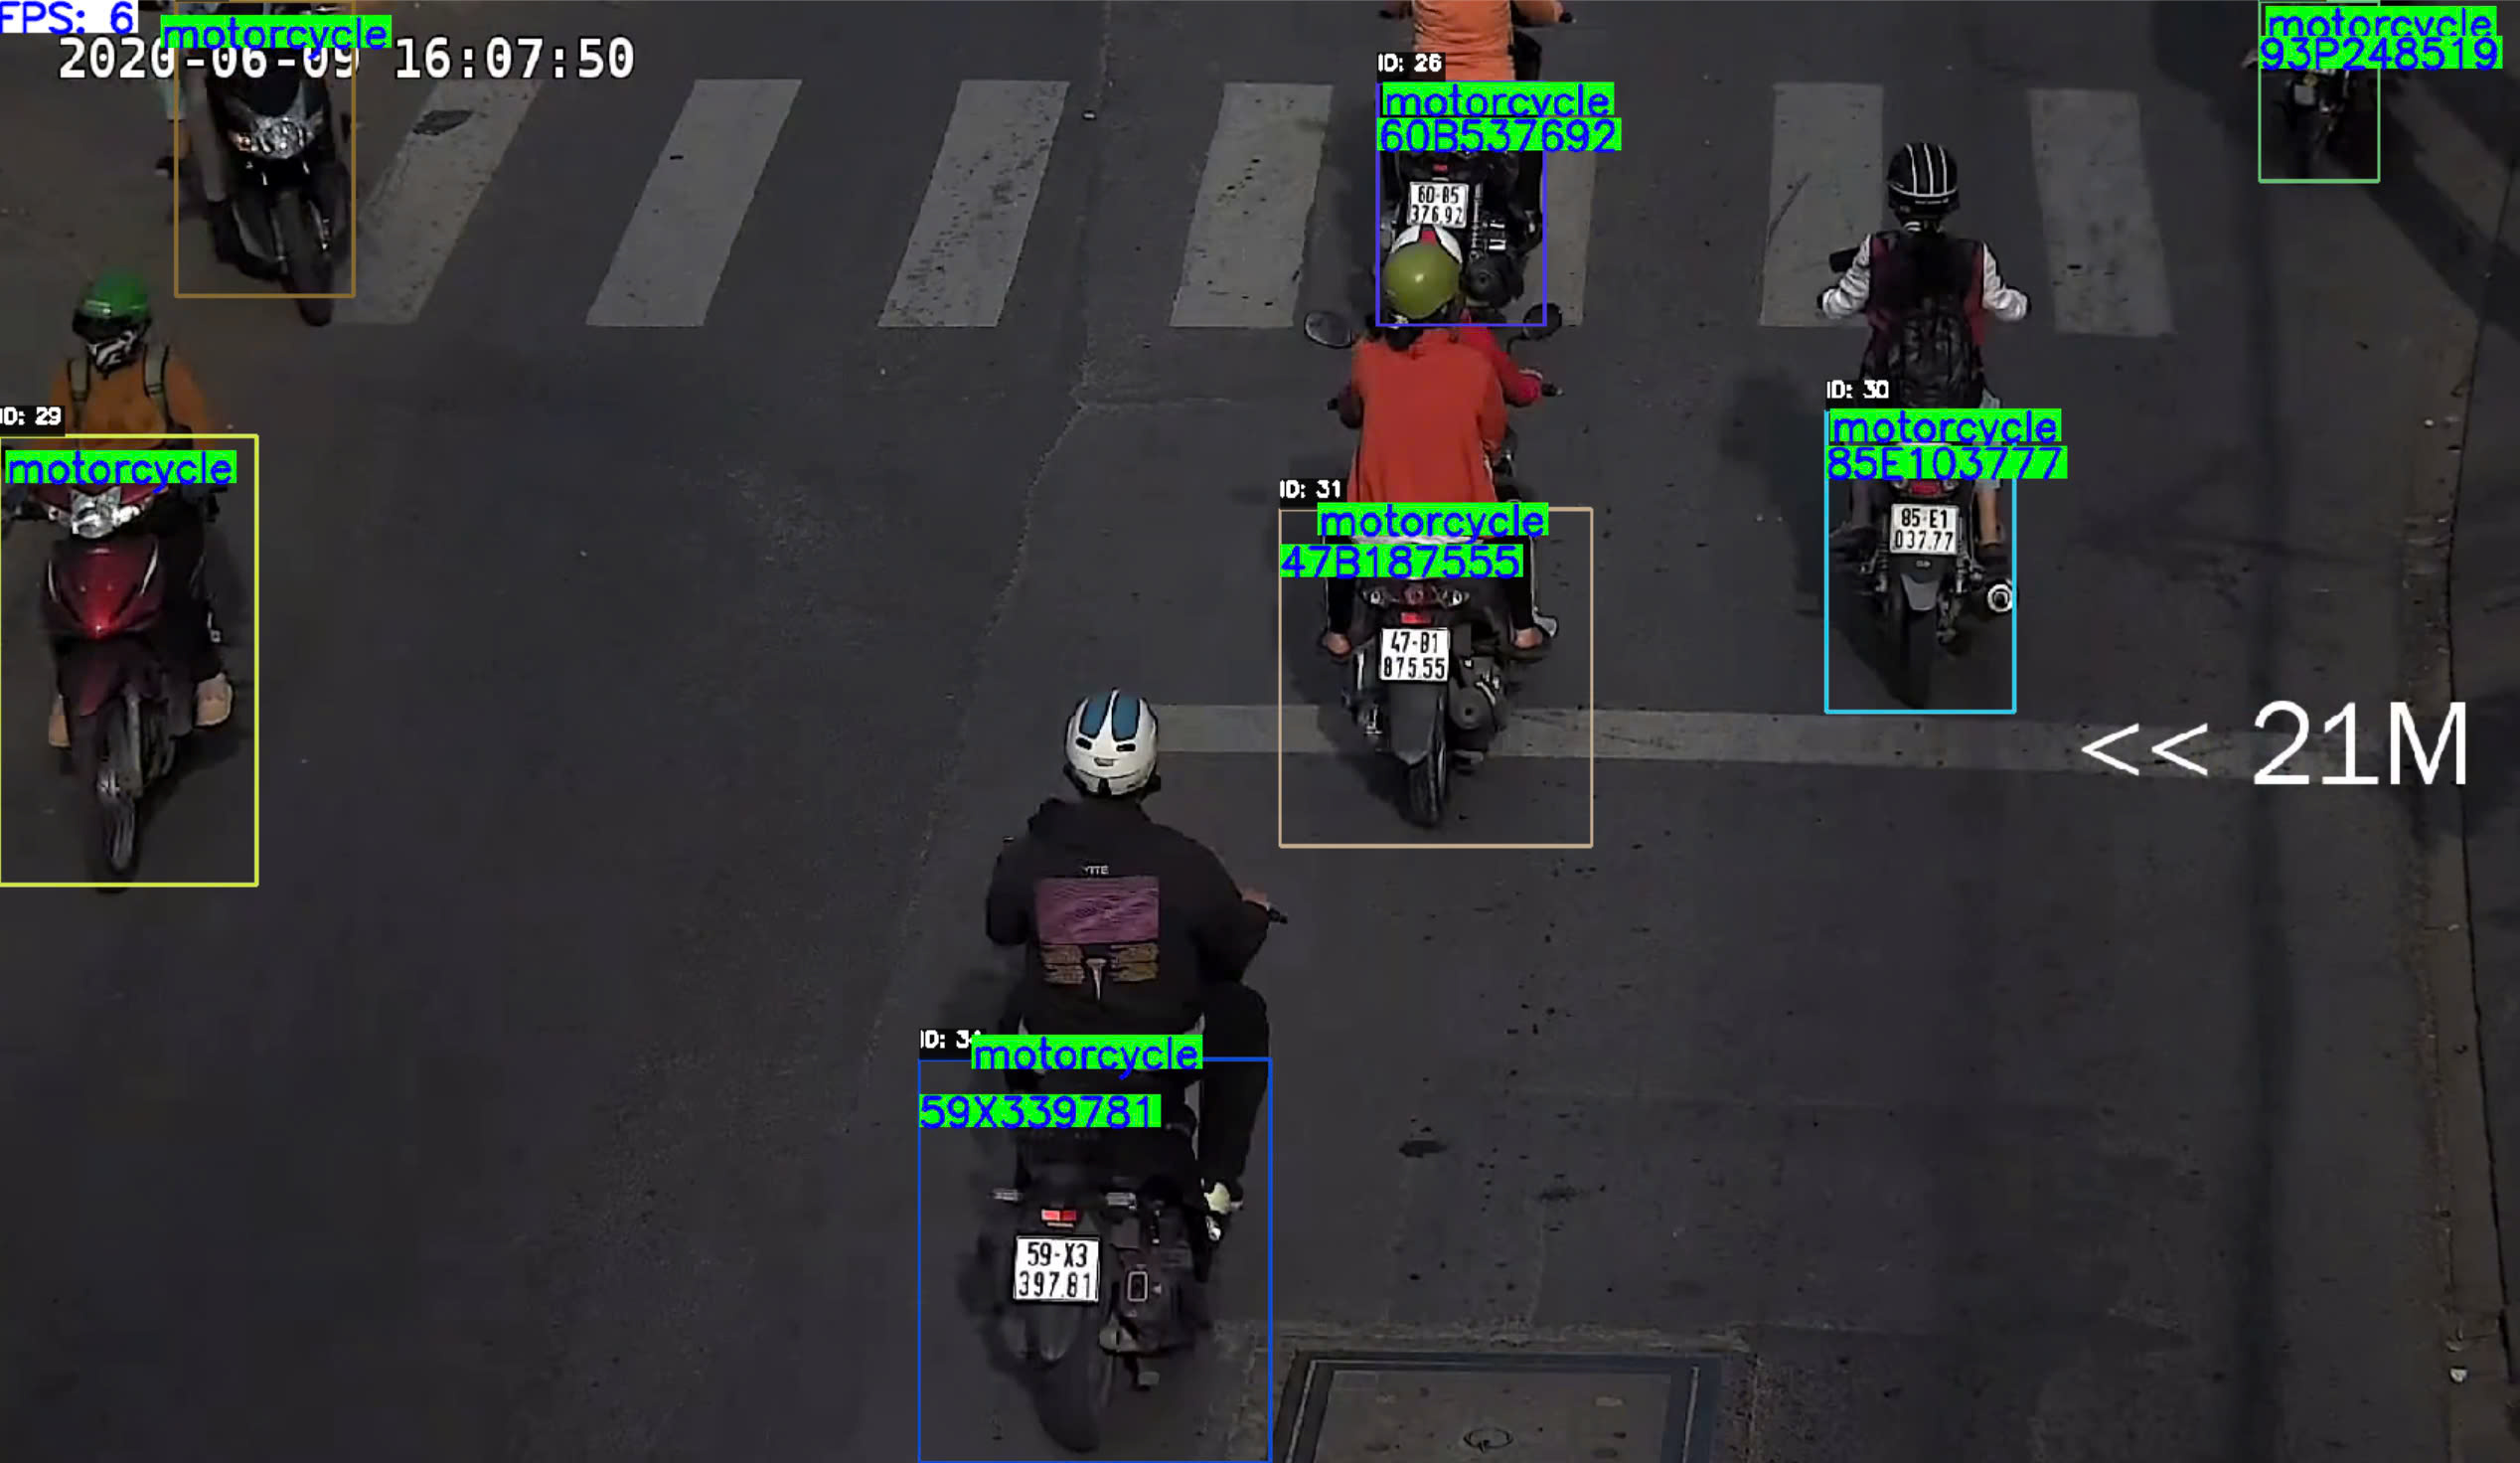 FPS: 6
motorcycle
2020-06-09 16:07:50
motorcycle
93P248519
ID: 26
motorcycle
60B537692
60-B5
376.92
ID: 29
motorcycle
ID: 30
motorcycle
85E103777
85-E1
037.77
ID: 31
motorcycle
47B187555
47-B1
875.55
<< 21M
ID: 34
motorcycle
59X339781
59-X3
397.81